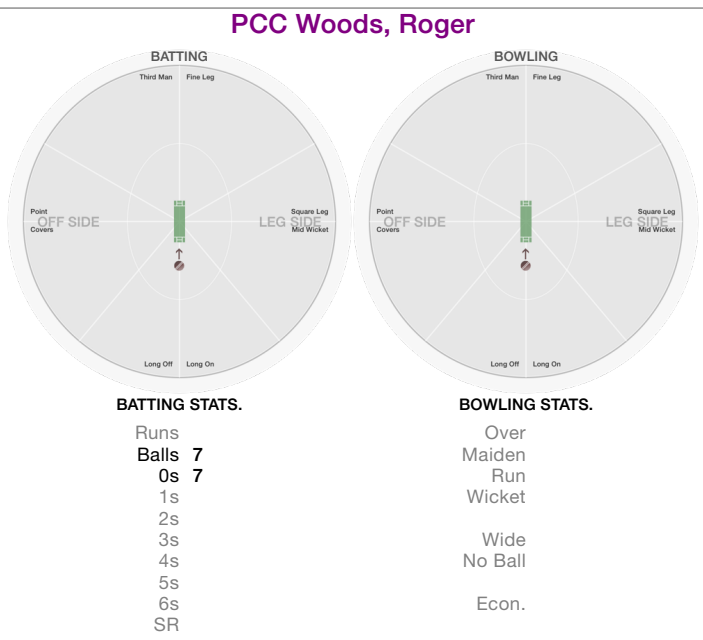 PCC Woods, Roger
BATTING
Third Man Fine Leg
Point
OFF SIDE
Covers
Square Leg
LEG SIDE
Mid Wicket
Long Off Long On
BOWLING
Third Man Fine Leg
Point
OFF SIDE
Covers
Square Leg
LEG SIDE
Mid Wicket
Long Off Long On
BATTING STATS.
Runs
Balls 7
0s 7
1s
2s
3s
4s
5s
6s
SR
BOWLING STATS.
Over
Maiden
Run
Wicket
Wide
No Ball
Econ.